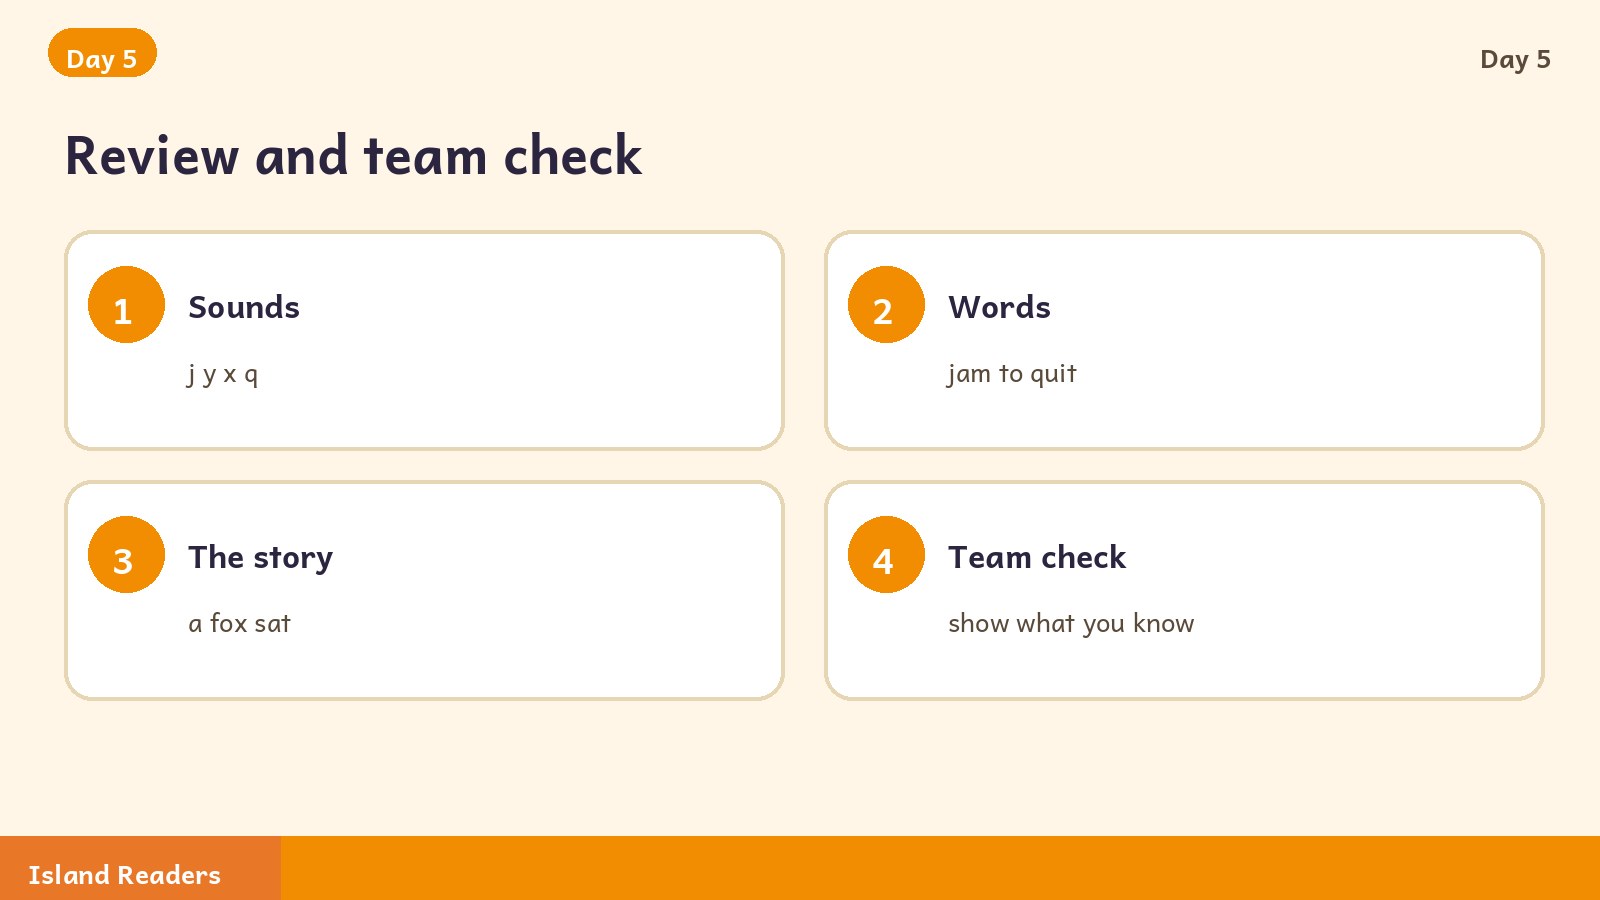 Day 5
Day 5
Review and team check
1
Sounds
j y x q
2
Words
jam to quit
3
The story
a fox sat
4
Team check
show what you know
Island Readers